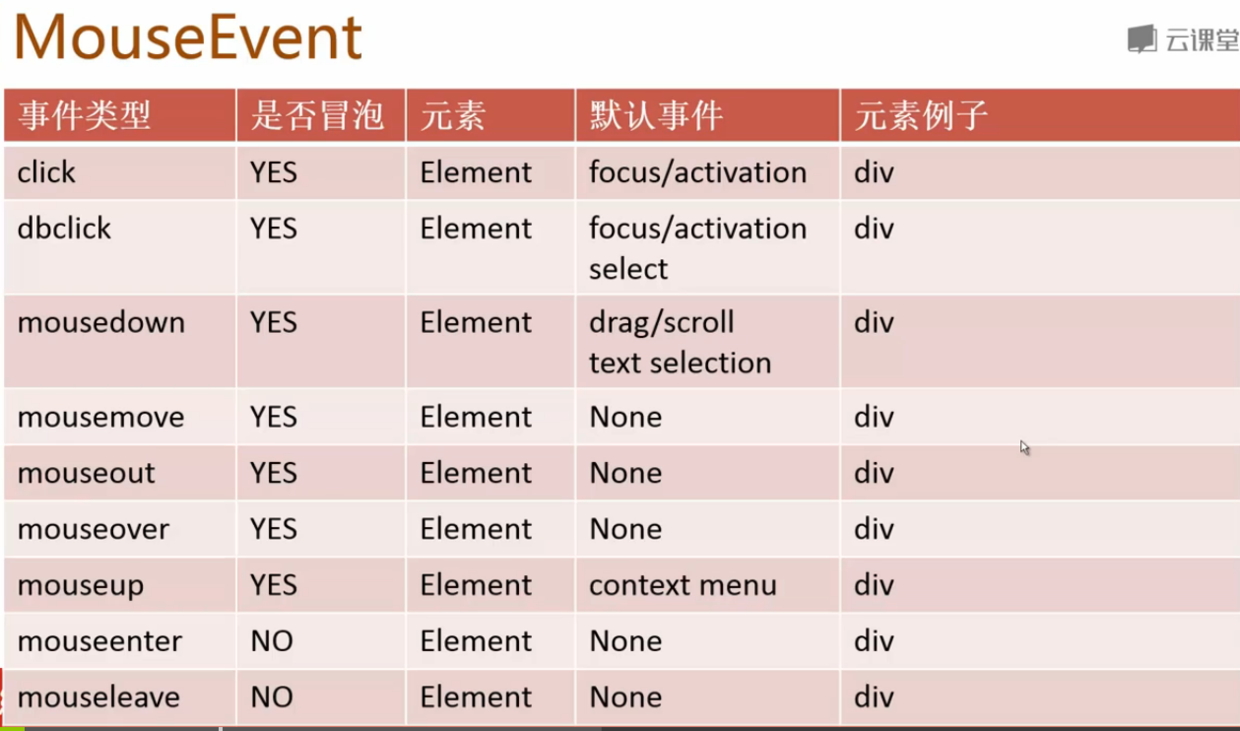 MouseEvent
云课堂
事件类型 是否冒泡 元素 默认事件 元素例子
click YES Element focus/activation div
dbclick YES Element focus/activation div
select
mousedown YES Element drag/scroll div
text selection
mousemove YES Element None div
mouseout YES Element None div
mouseover YES Element None div
mouseup YES Element context menu div
mouseenter NO Element None div
mouseleave NO Element None div